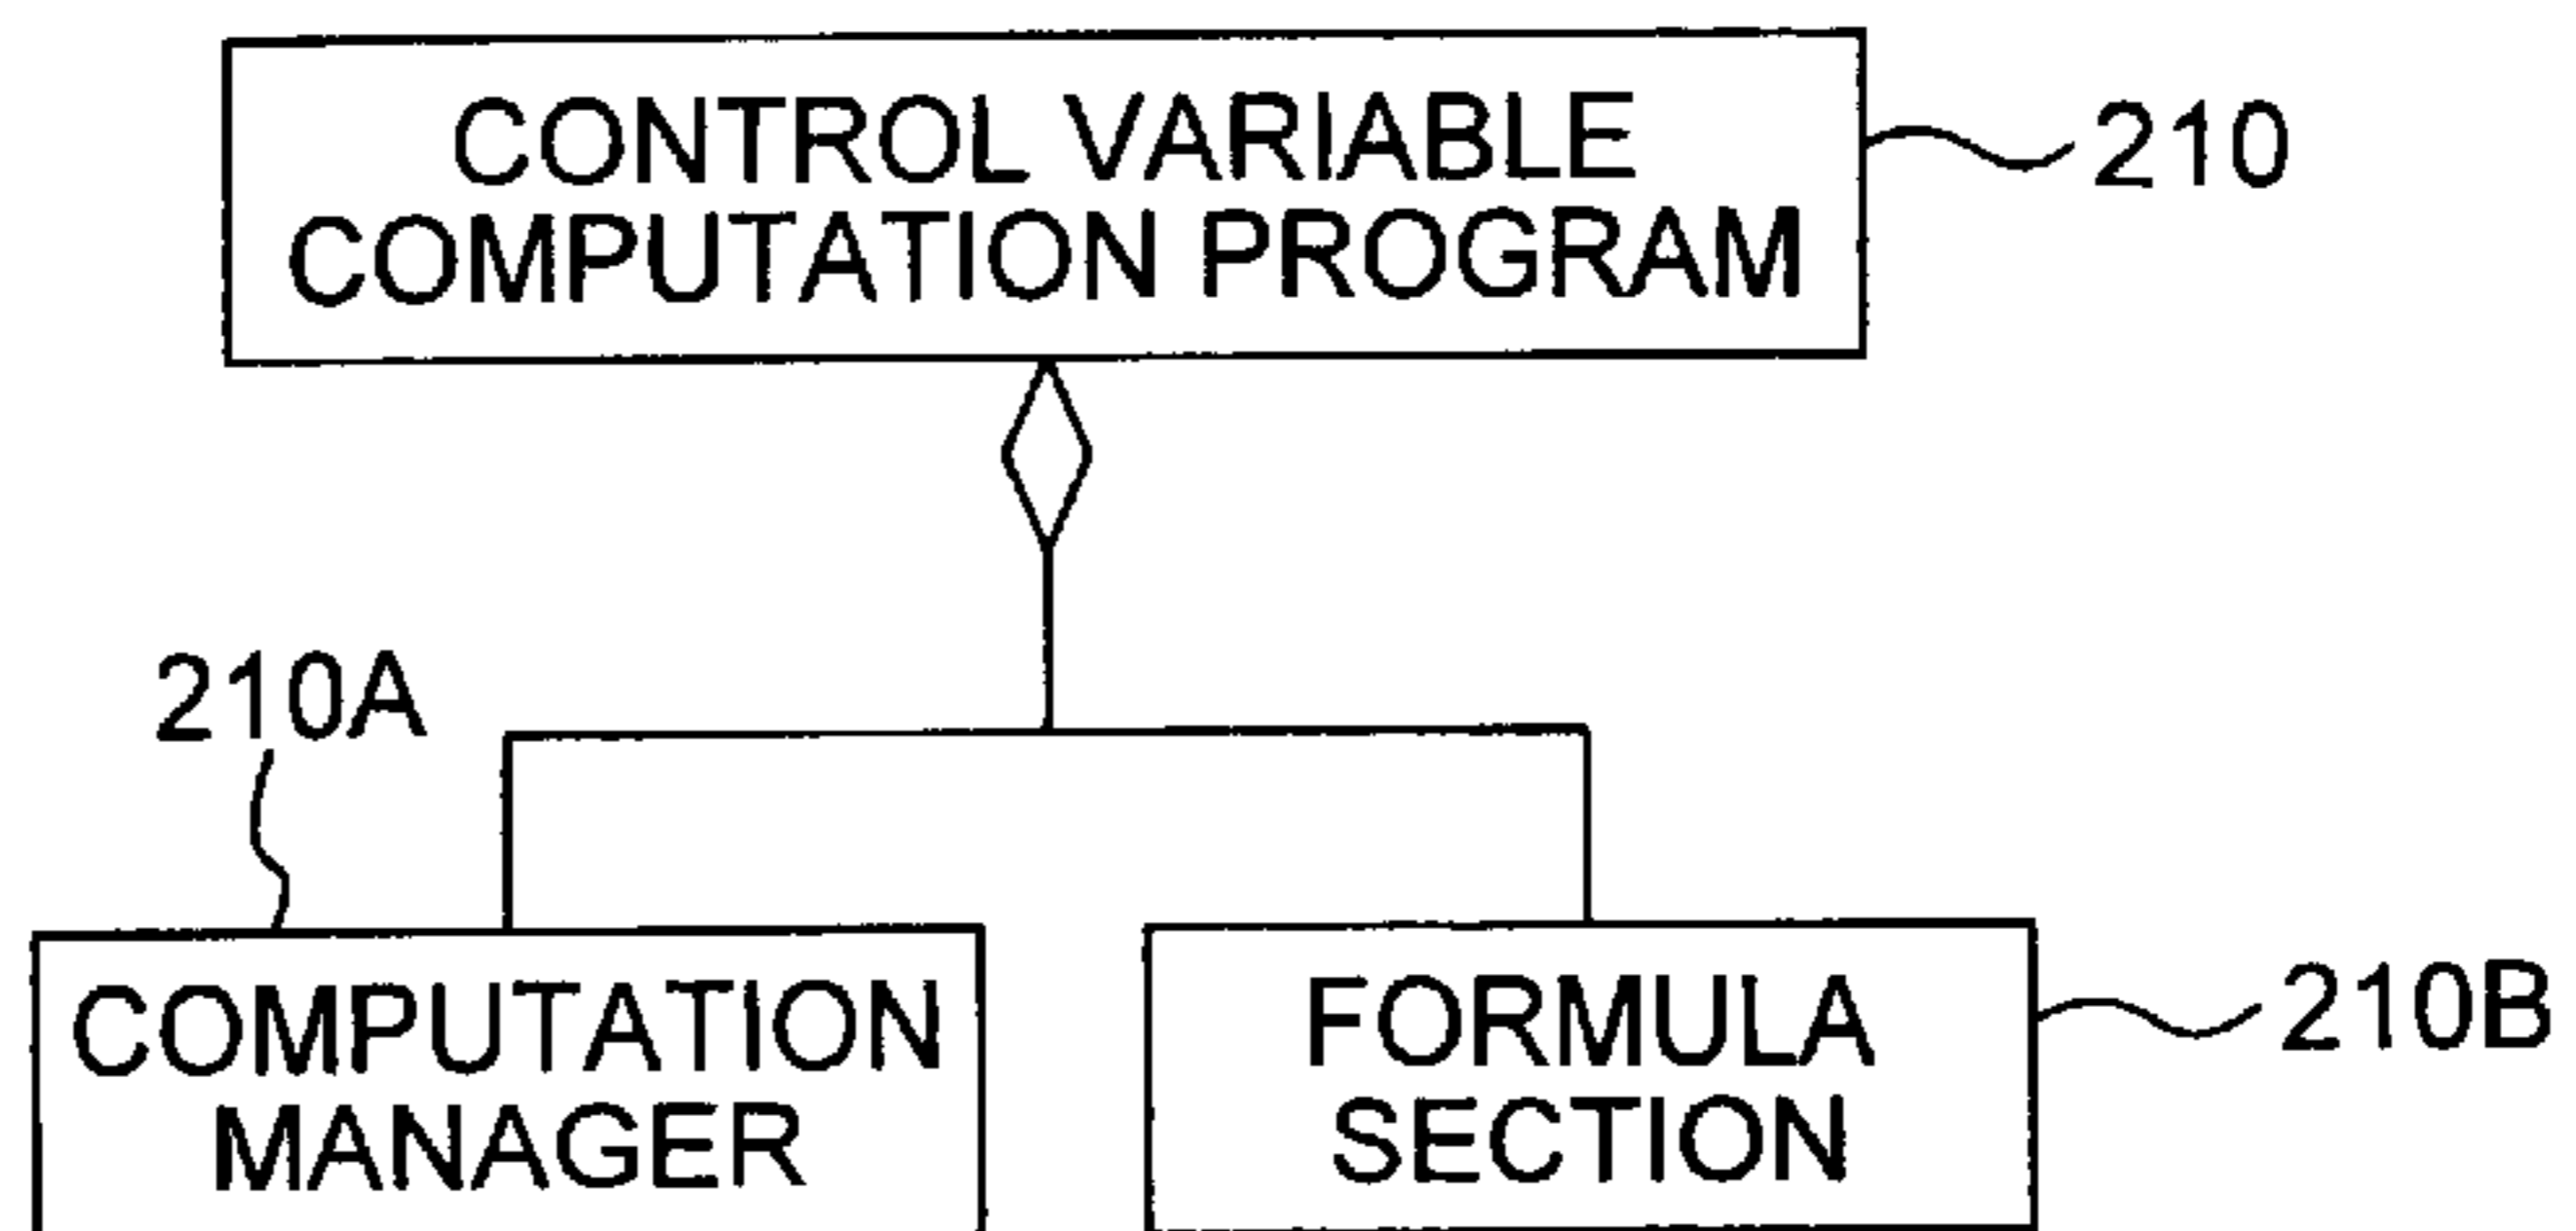 CONTROL VARIABLE
COMPUTATION PROGRAM
210
210A
COMPUTATION
MANAGER
FORMULA
SECTION
210B